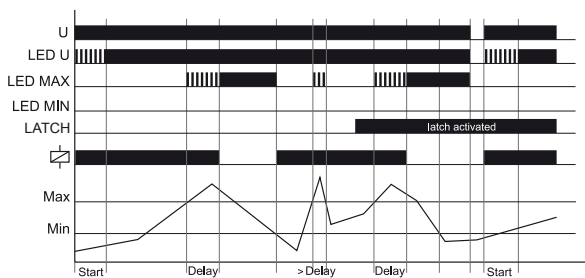 U
LED U
LED MAX
LED MIN
LATCH
latch activated
Max
Min
Start
Delay
> Delay
Delay
Start